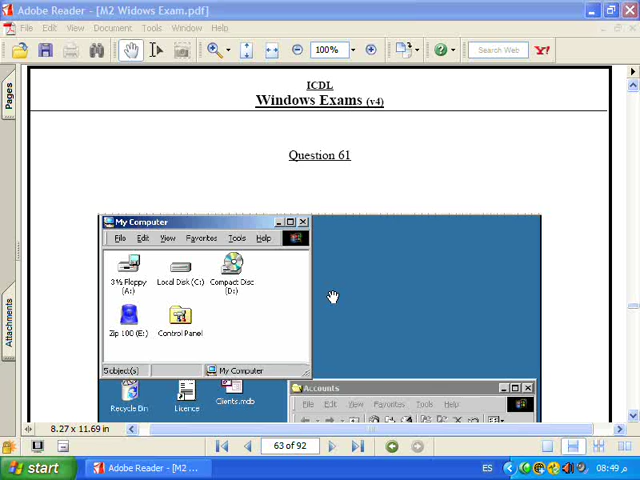 Adobe Reader - [M2 Widows Exam.pdf]
File Edit View Document Tools Window Help
100%
Search Web
Y!
Pages
Attachments
ICDL
Windows Exams (v4)
Question 61
My Computer
File Edit View Favorites Tools Help
3½ Floppy (A:)
Local Disk (C:)
Compact Disc (D:)
Zip 100 (E:)
Control Panel
5 object(s)
My Computer
Recycle Bin
Licence
Clients.mdb
Accounts
File Edit View Favorites Tools Help
8.27 x 11.69 in
63 of 92
start
Adobe Reader - [M2 ...
ES
08:49 م